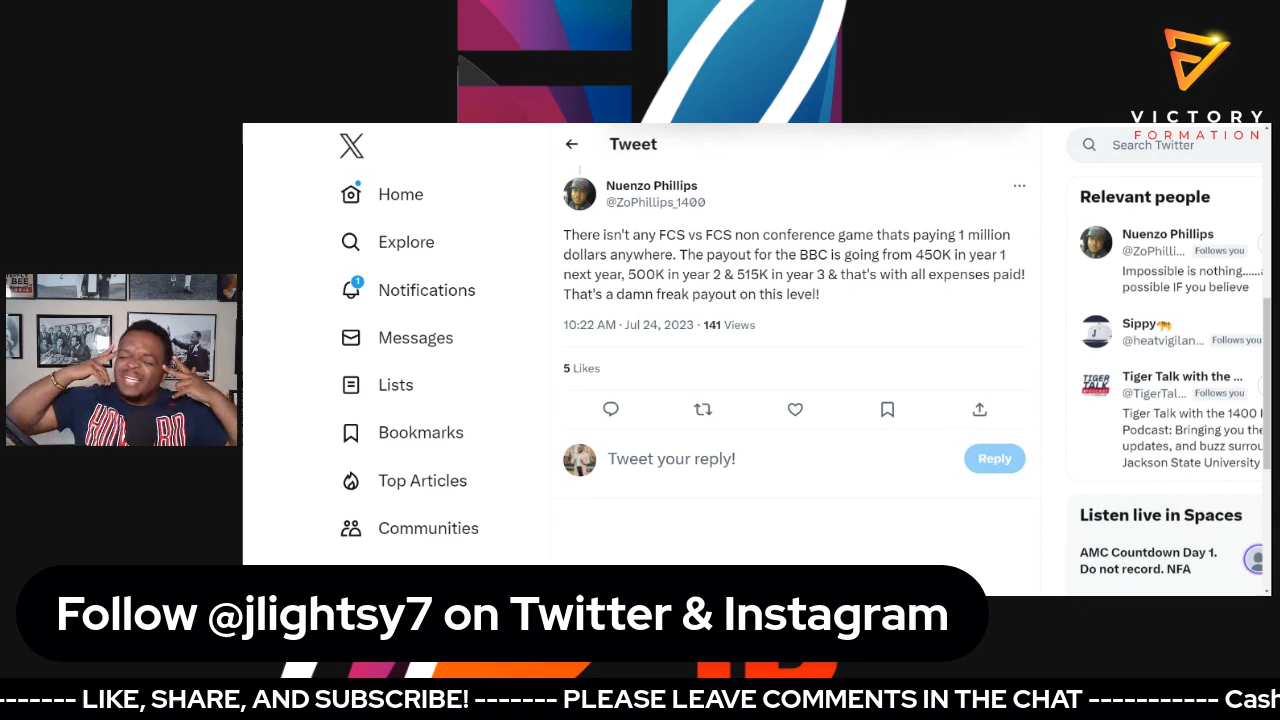 VICTORY
FORMATION
Tweet
Search Twitter
Home
Explore
Notifications
1
Messages
Lists
Bookmarks
Top Articles
Communities
Nuenzo Phillips
@ZoPhillips_1400
There isn't any FCS vs FCS non conference game thats paying 1 million
dollars anywhere. The payout for the BBC is going from 450K in year 1
next year, 500K in year 2 & 515K in year 3 & that's with all expenses paid!
That's a damn freak payout on this level!
10:22 AM · Jul 24, 2023 · 141 Views
5 Likes
Tweet your reply!
Reply
Relevant people
Nuenzo Phillips
@ZoPhilli... Follows you
Impossible is nothing......a
possible IF you believe
Sippy
@heatvigilan... Follows you
TIGER
TALK
Tiger Talk with the ...
@TigerTal... Follows you
Tiger Talk with the 1400
Podcast: Bringing you the
updates, and buzz surrou
Jackson State University
Listen live in Spaces
AMC Countdown Day 1.
Do not record. NFA
Follow @jlightsy7 on Twitter & Instagram
------- LIKE, SHARE, AND SUBSCRIBE! ------- PLEASE LEAVE COMMENTS IN THE CHAT ----------- Cash